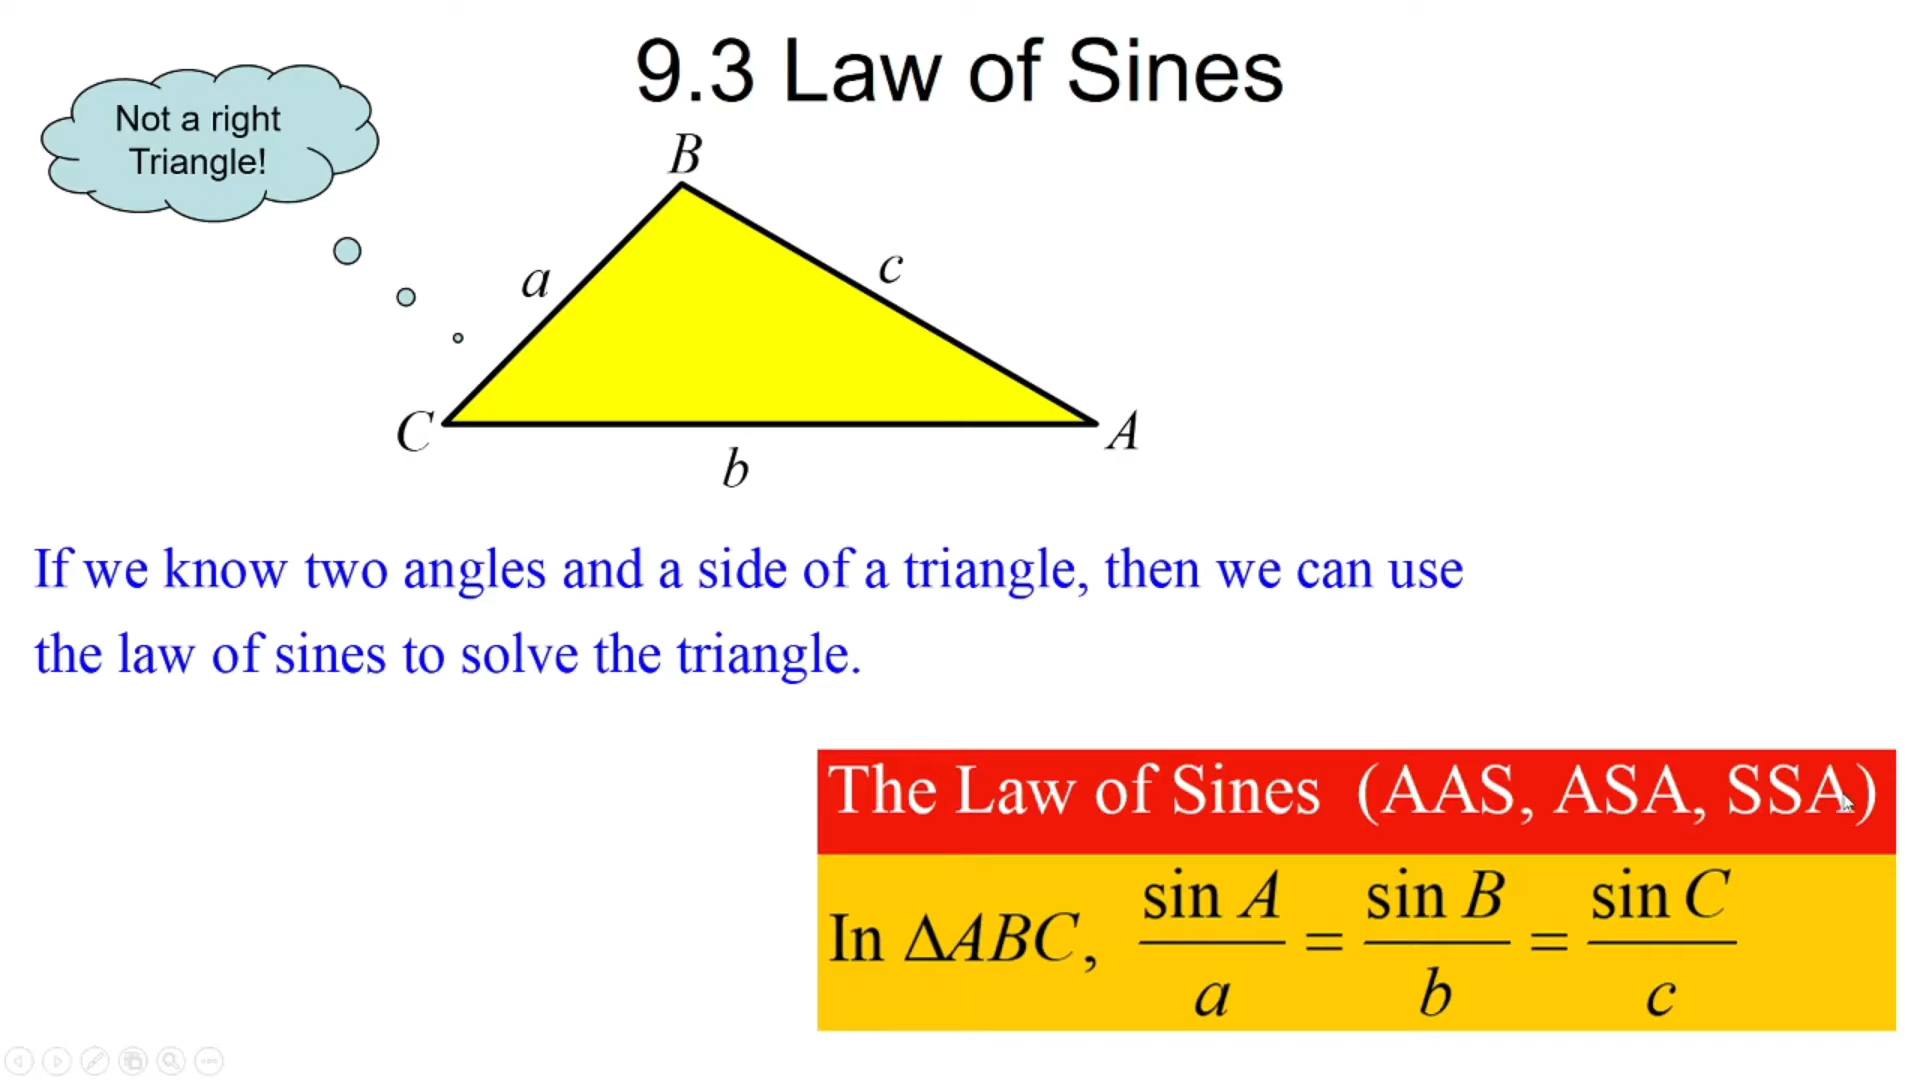 9.3 Law of Sines
Not a right
Triangle!
B
a
c
C
A
b
If we know two angles and a side of a triangle, then we can use
the law of sines to solve the triangle.
The Law of Sines (AAS, ASA, SSA)
In ΔABC, sin A / a = sin B / b = sin C / c